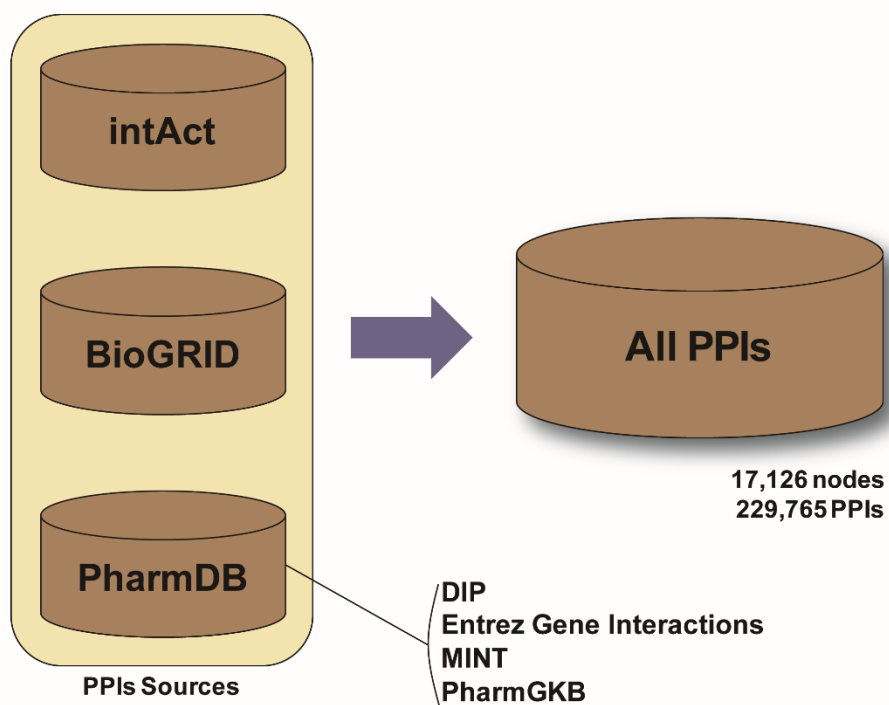 intAct
BioGRID
PharmDB
PPIs Sources
All PPIs
17,126 nodes
229,765 PPIs
DIP
Entrez Gene Interactions
MINT
PharmGKB